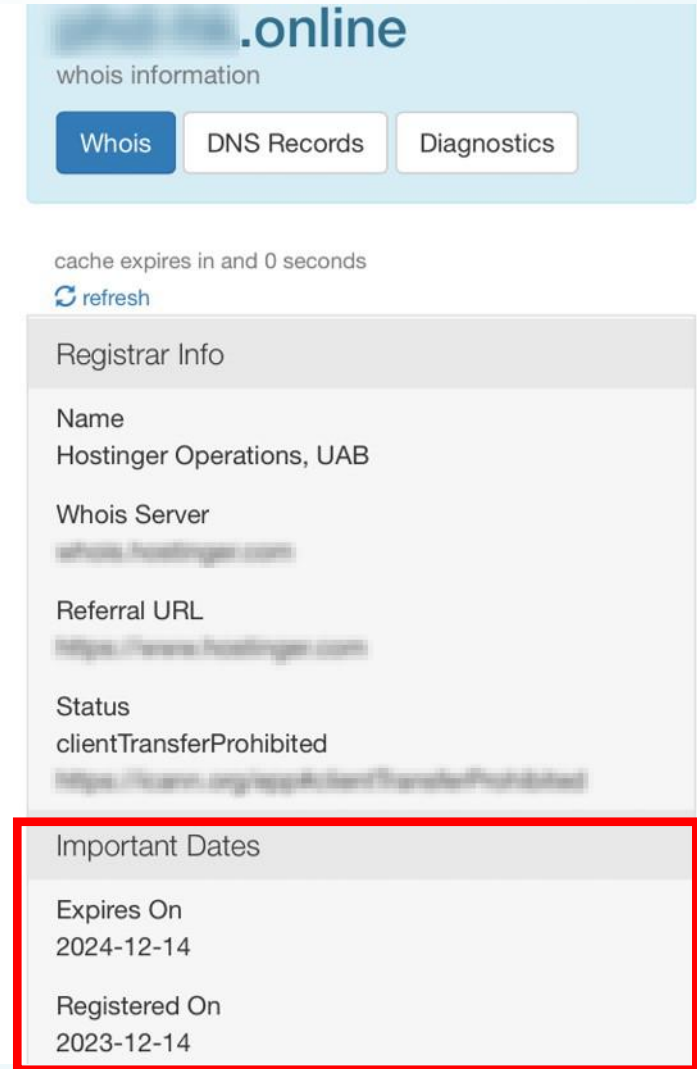 .online
whois information
Whois
DNS Records
Diagnostics
cache expires in and 0 seconds
refresh
Registrar Info
Name
Hostinger Operations, UAB
Whois Server
Referral URL
Status
clientTransferProhibited
Important Dates
Expires On
2024-12-14
Registered On
2023-12-14